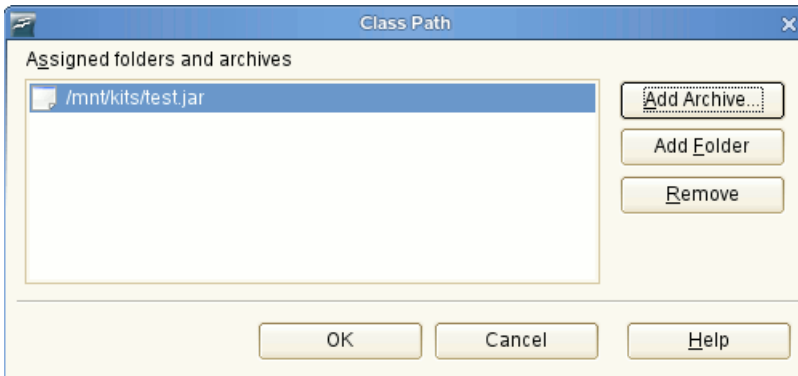 Class Path
Assigned folders and archives
/mnt/kits/test.jar
Add Archive...
Add Folder
Remove
OK
Cancel
Help